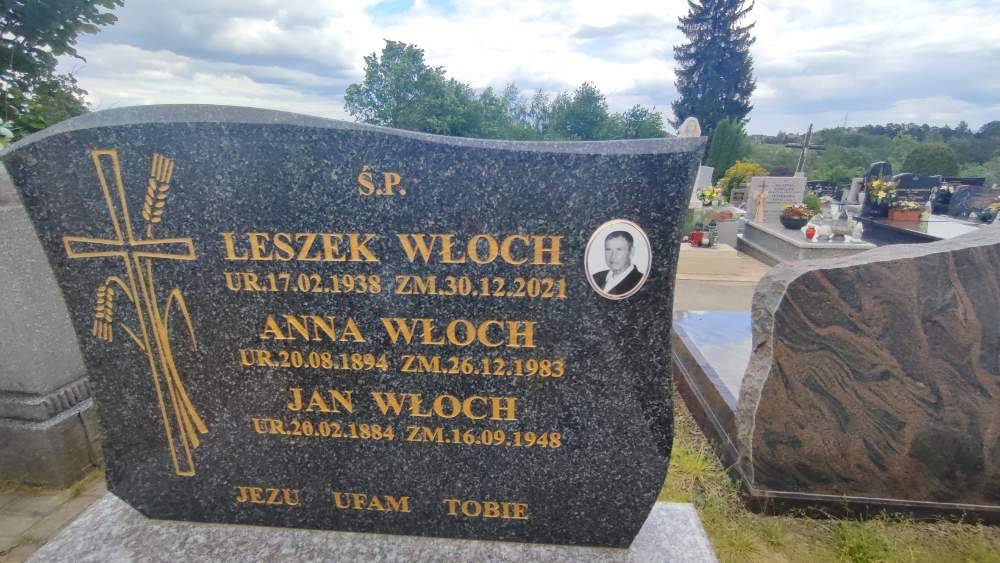 Ś.P.
LESZEK WŁOCH
UR.17.02.1938 ZM.30.12.2021
ANNA WŁOCH
UR.20.08.1894 ZM.26.12.1983
JAN WŁOCH
UR.20.02.1884 ZM.16.09.1948
JEZU UFAM TOBIE